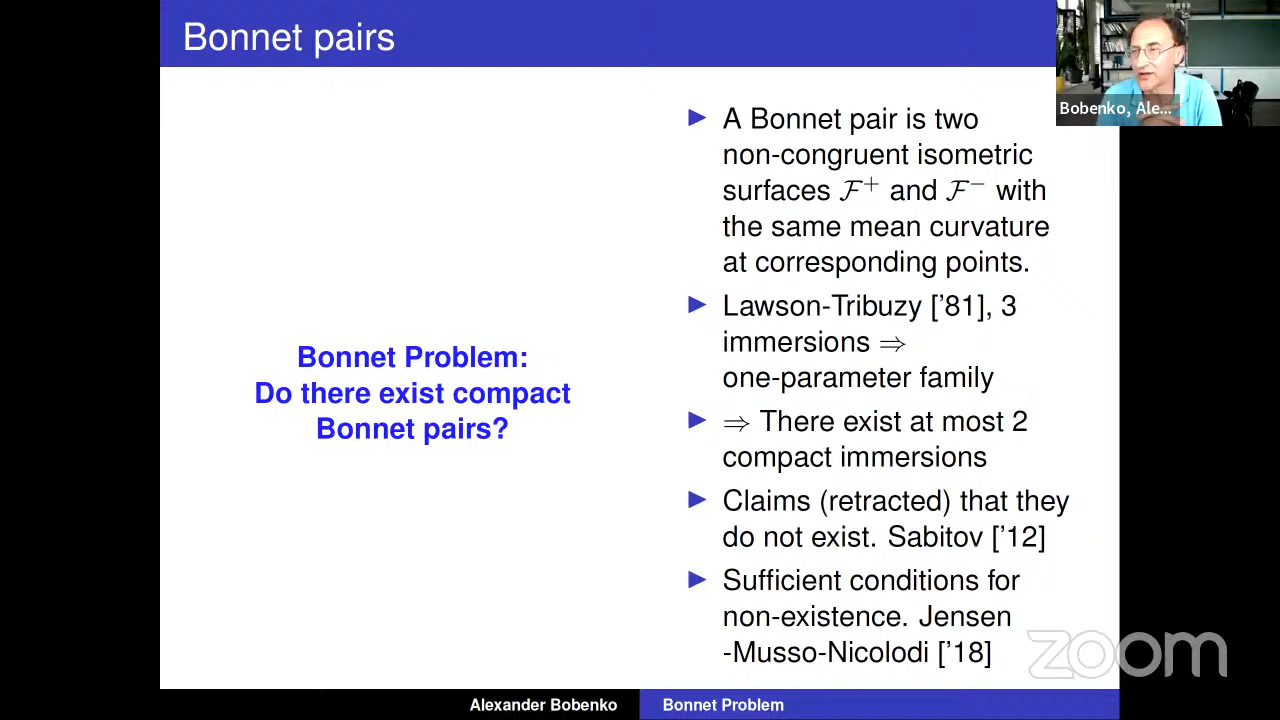 Bonnet pairs
Bobenko, Ale...
Bonnet Problem:
Do there exist compact
Bonnet pairs?
▶ A Bonnet pair is two
non-congruent isometric
surfaces ℱ⁺ and ℱ⁻ with
the same mean curvature
at corresponding points.
▶ Lawson-Tribuzy ['81], 3
immersions ⇒
one-parameter family
▶ ⇒ There exist at most 2
compact immersions
▶ Claims (retracted) that they
do not exist. Sabitov ['12]
▶ Sufficient conditions for
non-existence. Jensen
-Musso-Nicolodi ['18]
zoom
Alexander Bobenko
Bonnet Problem